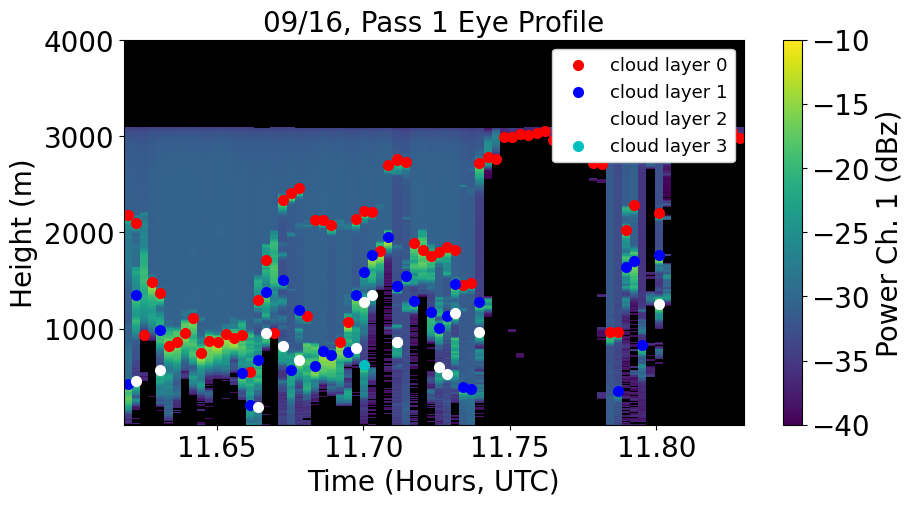 09/16, Pass 1 Eye Profile
4000
3000
2000
1000
Height (m)
cloud layer 0
cloud layer 1
cloud layer 2
cloud layer 3
11.65 11.70 11.75 11.80
Time (Hours, UTC)
−10
−15
−20
−25
−30
−35
−40
Power Ch. 1 (dBz)